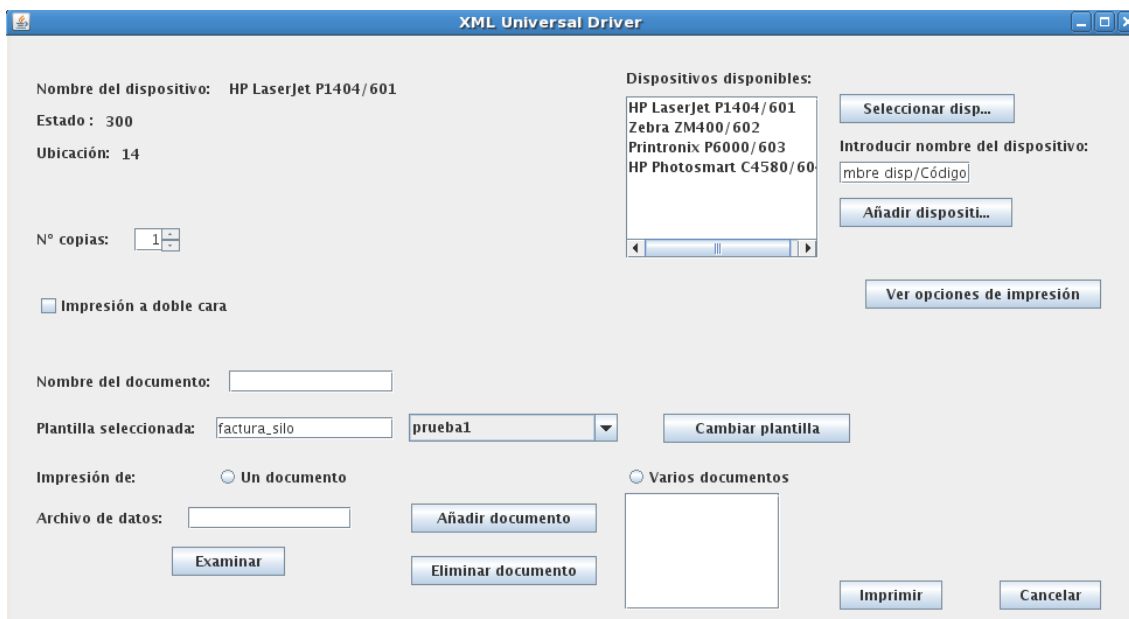 XML Universal Driver
Nombre del dispositivo: HP LaserJet P1404/601
Estado : 300
Ubicación: 14
Dispositivos disponibles:
HP LaserJet P1404/601
Zebra ZM400/602
Printronix P6000/603
HP Photosmart C4580/60
Seleccionar disp...
Introducir nombre del dispositivo:
mbre disp/Código
Añadir dispositi...
Nº copias: 1
Impresión a doble cara
Ver opciones de impresión
Nombre del documento:
Plantilla seleccionada: factura_silo prueba1 Cambiar plantilla
Impresión de: Un documento Varios documentos
Archivo de datos: Añadir documento
Examinar
Eliminar documento
Imprimir Cancelar